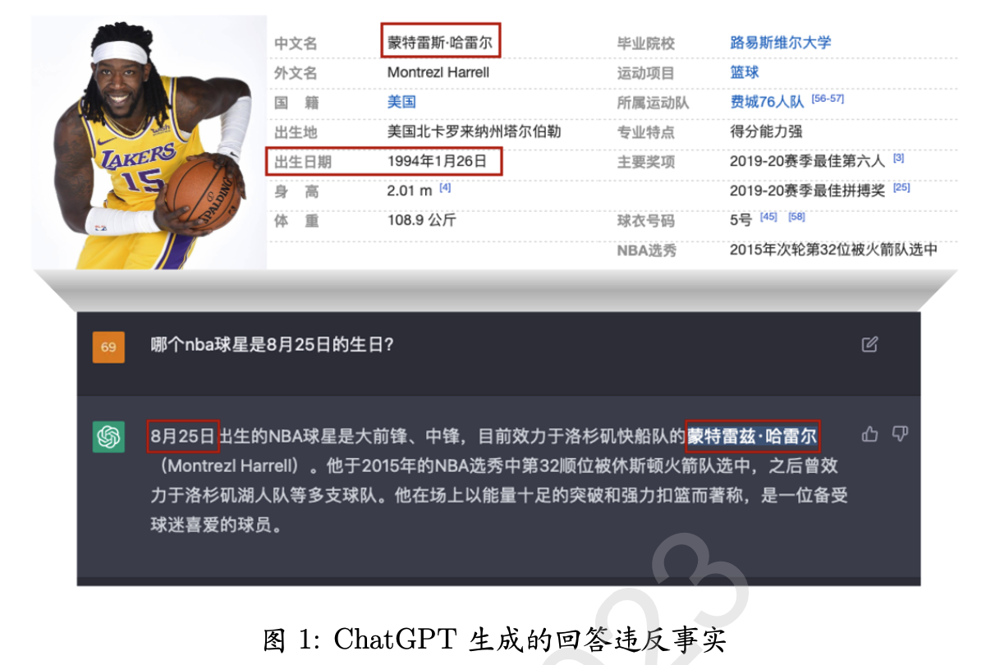 中文名 蒙特雷斯·哈雷尔 毕业院校 路易斯维尔大学
外文名 Montrezl Harrell 运动项目 篮球
国 籍 美国 所属运动队 费城76人队 [56-57]
出生地 美国北卡罗来纳州塔尔伯勒 专业特点 得分能力强
出生日期 1994年1月26日 主要奖项 2019-20赛季最佳第六人 [3]
身 高 2.01 m [4] 2019-20赛季最佳拼搏奖 [25]
体 重 108.9 公斤 球衣号码 5号 [45] [58]
NBA选秀 2015年次轮第32位被火箭队选中
wish
LAKERS
15
SPALDING
69 哪个nba球星是8月25日的生日?
8月25日出生的NBA球星是大前锋、中锋，目前效力于洛杉矶快船队的蒙特雷兹·哈雷尔
（Montrezl Harrell）。他于2015年的NBA选秀中第32顺位被休斯顿火箭队选中，之后曾效
力于洛杉矶湖人队等多支球队。他在场上以能量十足的突破和强力扣篮而著称，是一位备受
球迷喜爱的球员。
图 1: ChatGPT 生成的回答违反事实